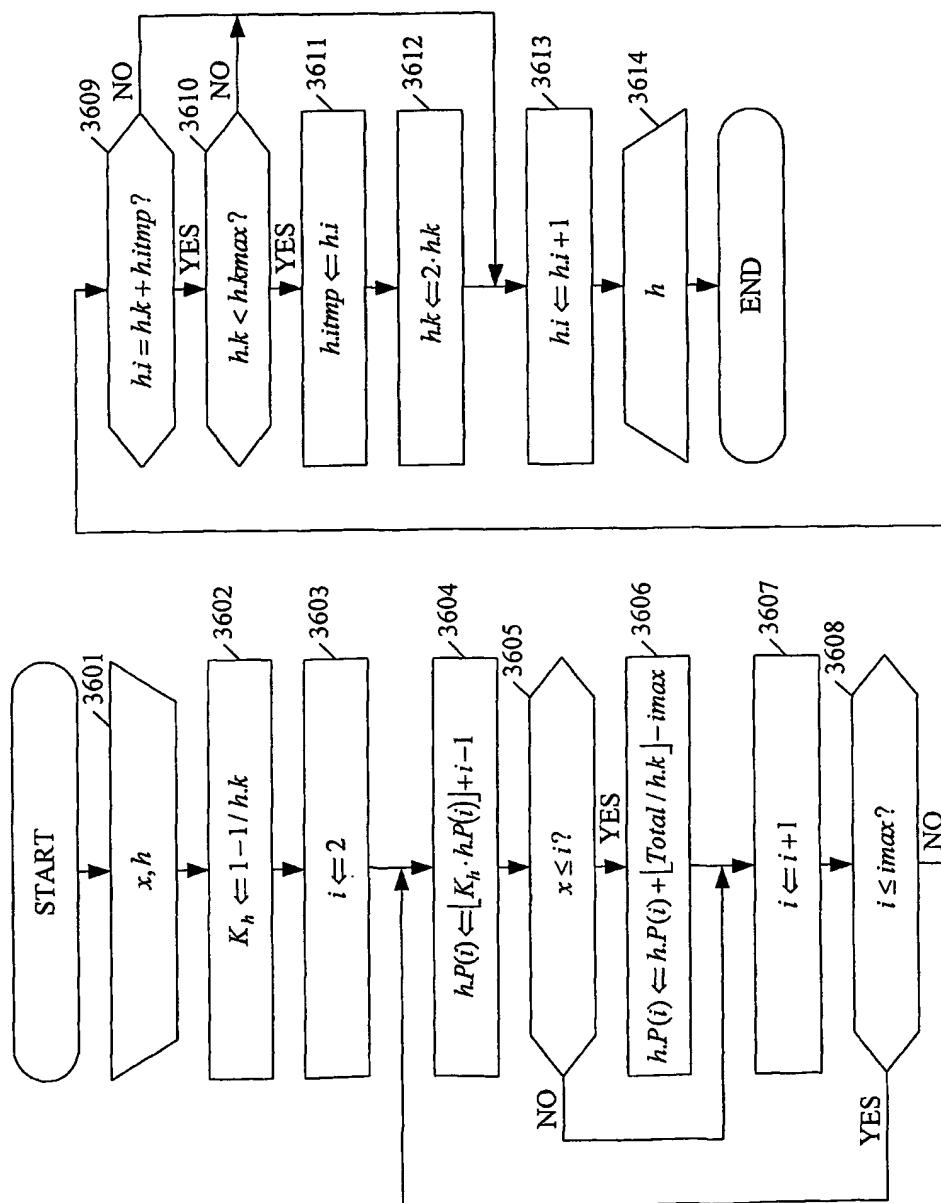 START
3601
x, h
3602
K_h ⇐ 1−1/h.k
3603
i ⇐ 2
3604
h.P(i) ⇐ ⌊K_h · h.P(i)⌋ + i − 1
3605
x ≤ i?
NO
YES
3606
h.P(i) ⇐ h.P(i) + ⌊Total / h.k⌋ − imax
3607
i ⇐ i + 1
3608
i ≤ imax?
YES
NO
3609
h.i = h.k + h.itmp?
NO
YES
3610
h.k < h.kmax?
NO
YES
3611
h.itmp ⇐ h.i
3612
h.k ⇐ 2 · h.k
3613
h.i ⇐ h.i + 1
3614
h
END